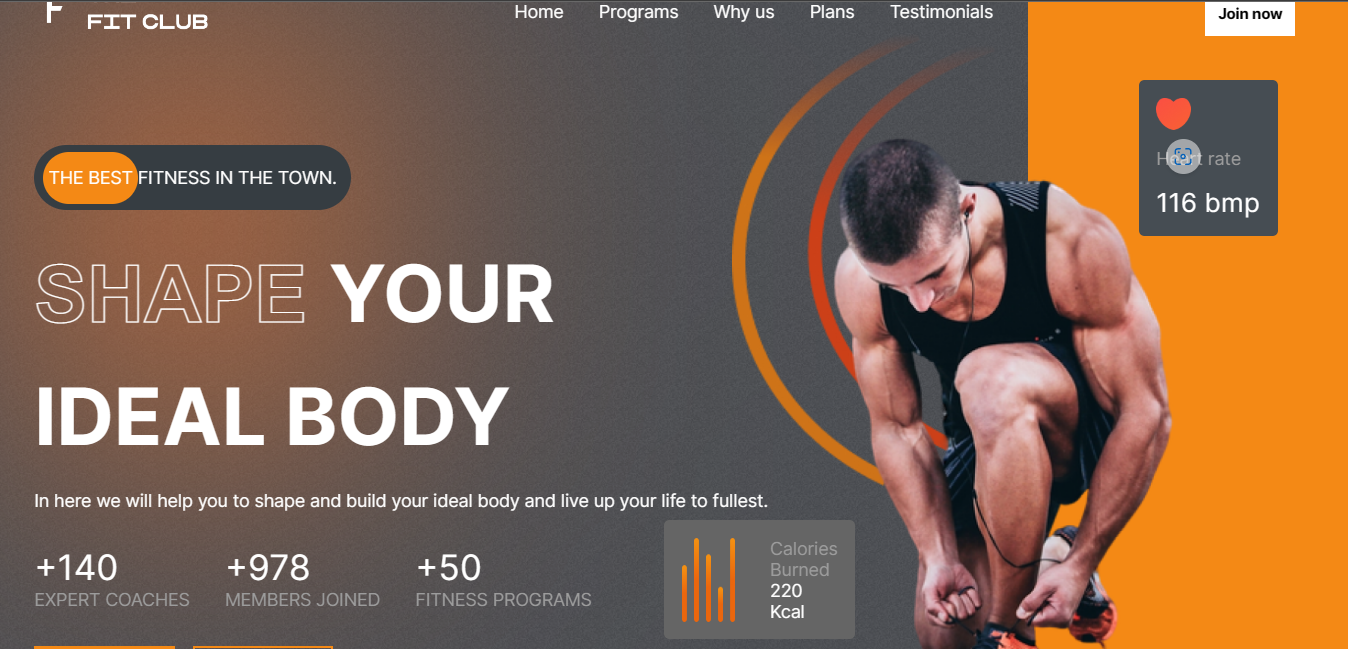 FIT CLUB
Home Programs Why us Plans Testimonials
Join now
THE BEST FITNESS IN THE TOWN.
SHAPE YOUR
IDEAL BODY
In here we will help you to shape and build your ideal body and live up your life to fullest.
+140 +978 +50
EXPERT COACHES MEMBERS JOINED FITNESS PROGRAMS
Heart rate
116 bmp
Calories
Burned
220
Kcal